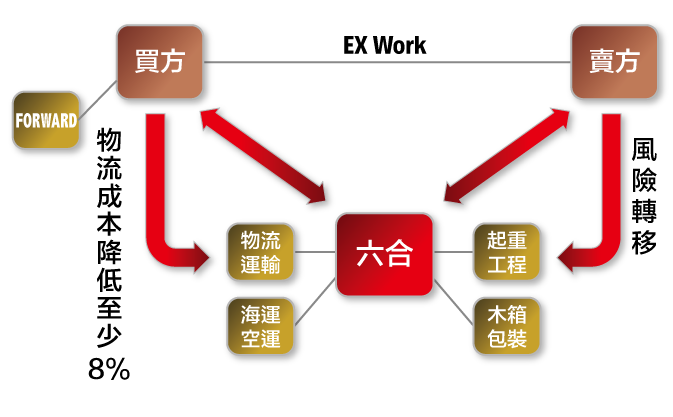 EX Work
買方
賣方
FORWARD
物流成本降低至少
8%
風險轉移
物流
運輸
六合
起重
工程
海運
空運
木箱
包裝